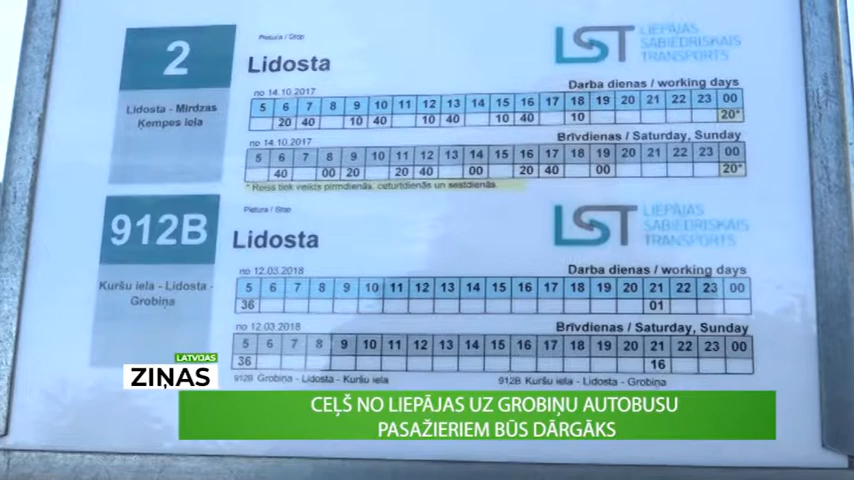 2
Lidosta - Mirdzas
Ķempes iela
Pietura / Stop
Lidosta
LST LIEPĀJAS
SABIEDRISKAIS
TRANSPORTS
no 14.10.2017 Darba dienas / working days
5 6 7 8 9 10 11 12 13 14 15 16 17 18 19 20 21 22 23 00
20 40 10 40 10 40 10 40 10 20*
no 14.10.2017 Brīvdienas / Saturday, Sunday
5 6 7 8 9 10 11 12 13 14 15 16 17 18 19 20 21 22 23 00
40 00 20 20 40 00 20 40 00 20*
* Reiss tiek veikts pirmdienās, ceturtdienās un sestdienās.
912B
Kuršu iela - Lidosta -
Grobiņa
Pietura / Stop
Lidosta
LST LIEPĀJAS
SABIEDRISKAIS
TRANSPORTS
no 12.03.2018 Darba dienas / working days
5 6 7 8 9 10 11 12 13 14 15 16 17 18 19 20 21 22 23 00
36 01
no 12.03.2018 Brīvdienas / Saturday, Sunday
5 6 7 8 9 10 11 12 13 14 15 16 17 18 19 20 21 22 23 00
36 16
912B Grobiņa - Lidosta - Kuršu iela 912B Kuršu iela - Lidosta - Grobiņa
LATVIJAS
ZIŅAS
CEĻŠ NO LIEPĀJAS UZ GROBIŅU AUTOBUSU
PASAŽIERIEM BŪS DĀRGĀKS